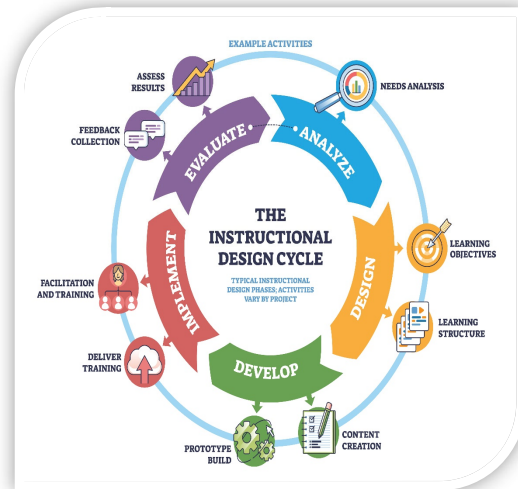 EXAMPLE ACTIVITIES
ASSESS
RESULTS
NEEDS ANALYSIS
FEEDBACK
COLLECTION
EVALUATE
ANALYZE
THE
INSTRUCTIONAL
DESIGN CYCLE
TYPICAL INSTRUCTIONAL
DESIGN PHASES; ACTIVITIES
VARY BY PROJECT
LEARNING
OBJECTIVES
IMPLEMENT
DESIGN
FACILITATION
AND TRAINING
LEARNING
STRUCTURE
DELIVER
TRAINING
DEVELOP
CONTENT
CREATION
PROTOTYPE
BUILD